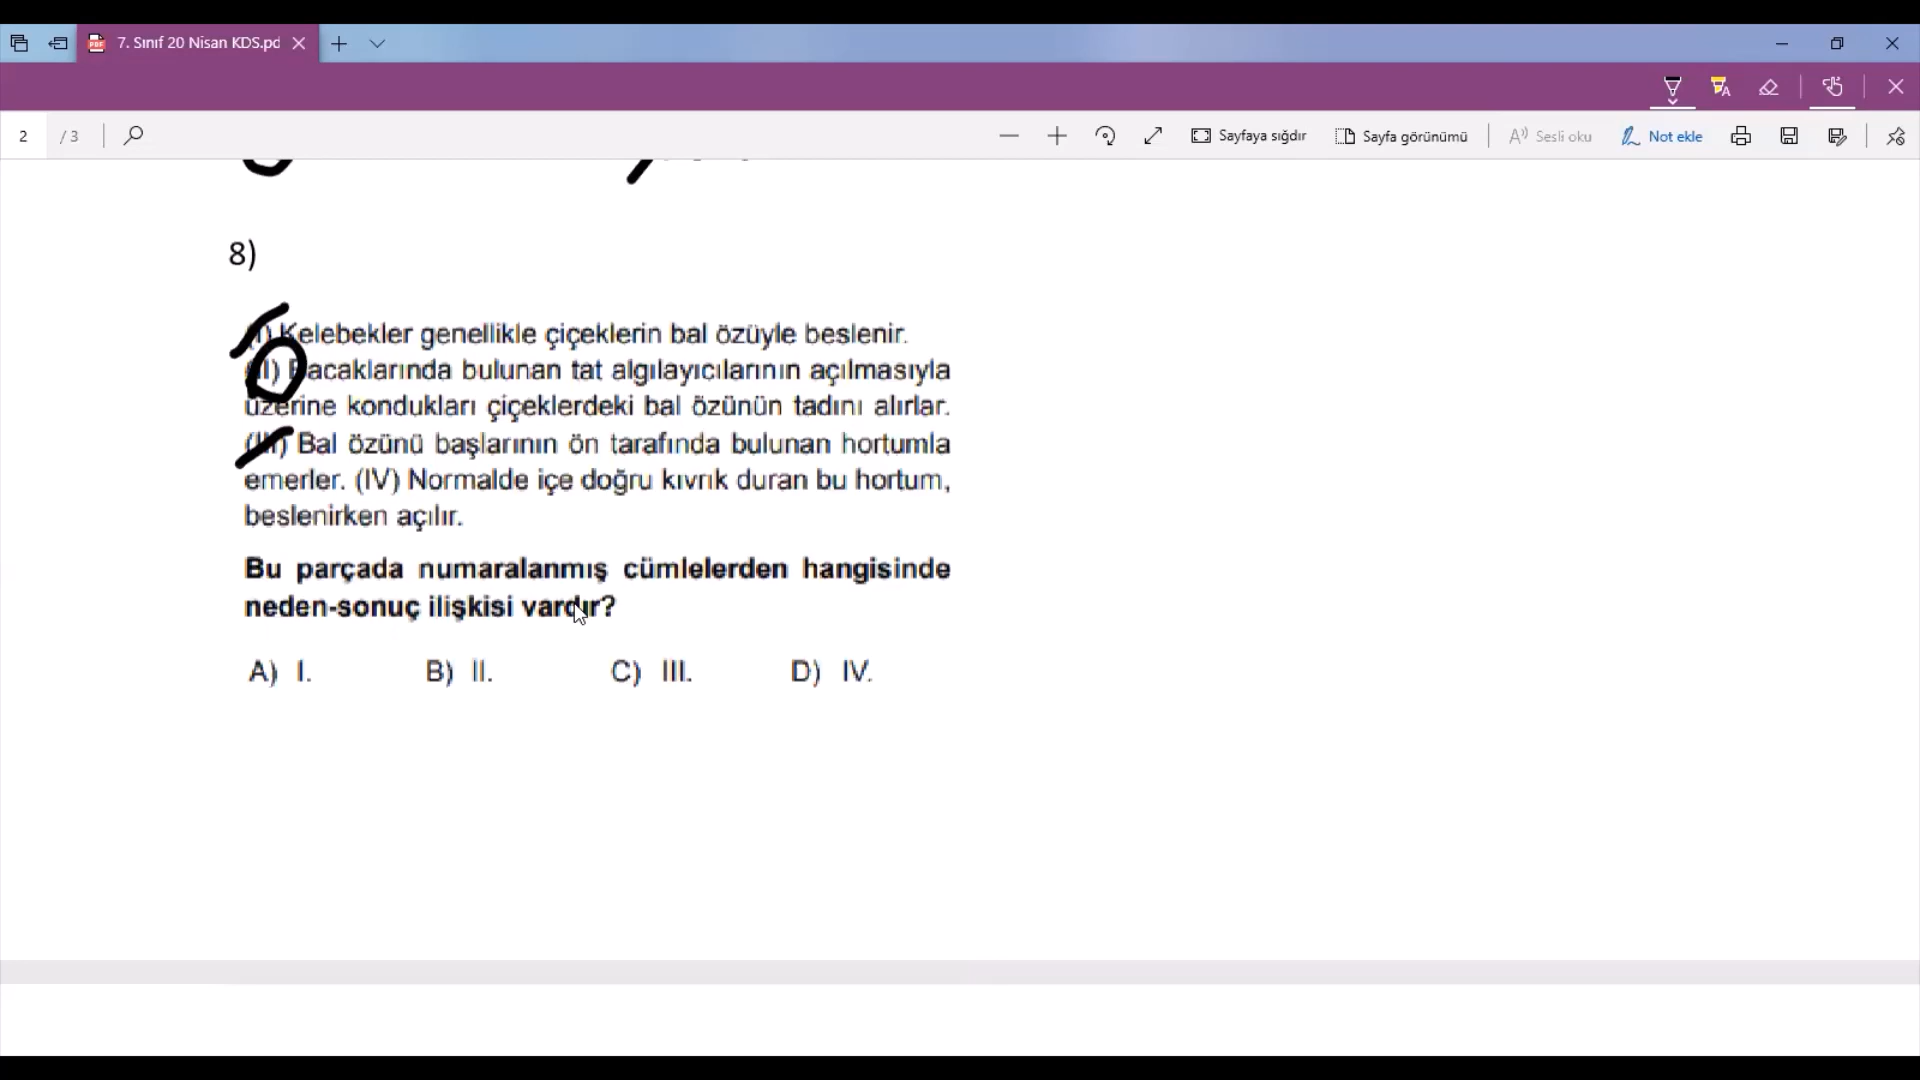 7. Sınıf 20 Nisan KDS.pd
2 / 3 Sayfaya sığdır Sayfa görünümü Sesli oku Not ekle
8)
(I) Kelebekler genellikle çiçeklerin bal özüyle beslenir.
(II) Bacaklarında bulunan tat algılayıcılarının açılmasıyla
üzerine kondukları çiçeklerdeki bal özünün tadını alırlar.
(III) Bal özünü başlarının ön tarafında bulunan hortumla
emerler. (IV) Normalde içe doğru kıvrık duran bu hortum,
beslenirken açılır.
Bu parçada numaralanmış cümlelerden hangisinde
neden-sonuç ilişkisi vardır?
A) I. B) II. C) III. D) IV.